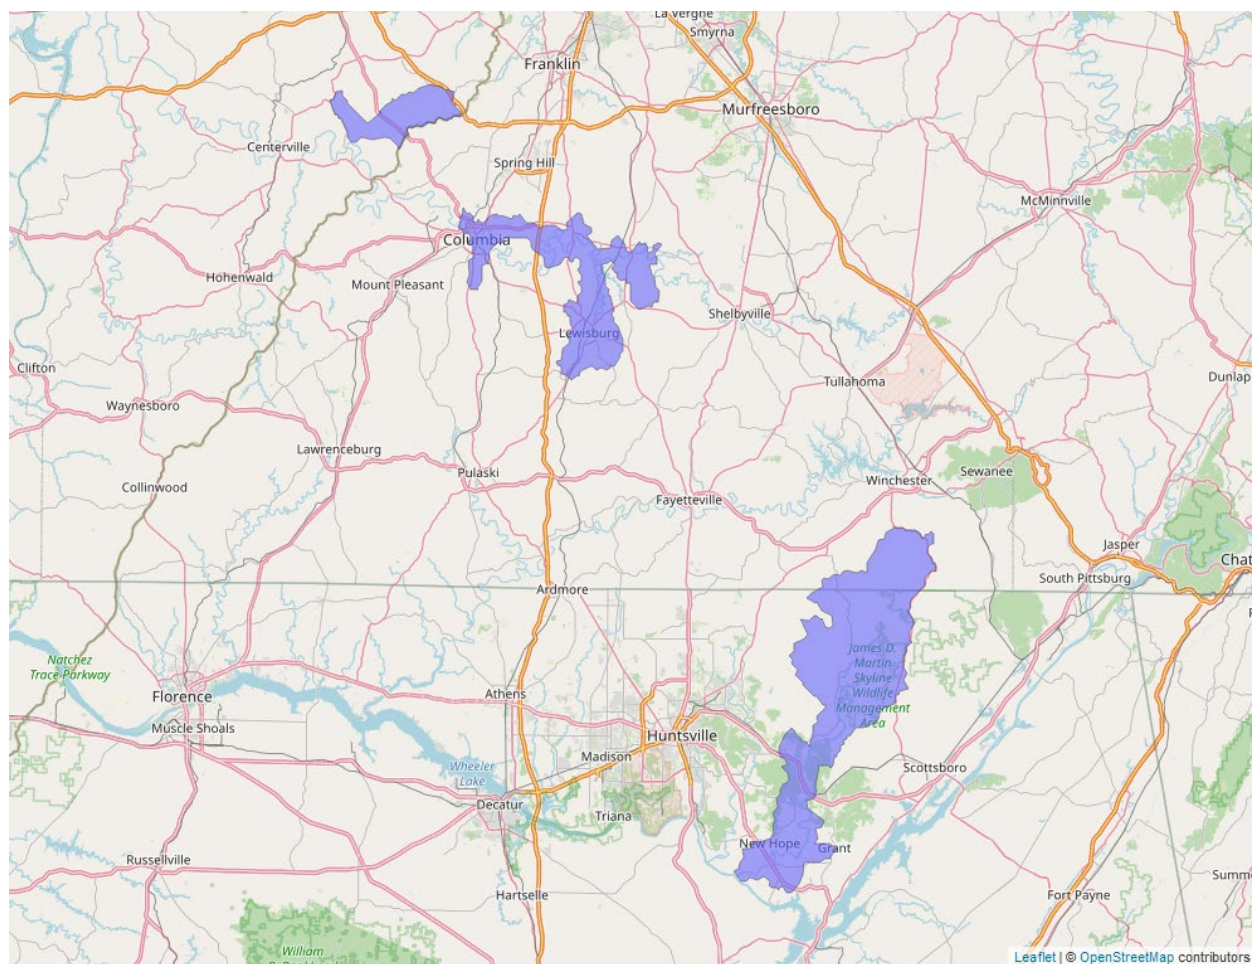 La Vergne
Smyrna
Franklin
Murfreesboro
Centerville
Spring Hill
McMinnville
Columbia
Hohenwald
Mount Pleasant
Shelbyville
Lewisburg
Clifton
Tullahoma
Dunlap
Waynesboro
Lawrenceburg
Pulaski
Sewanee
Winchester
Collinwood
Fayetteville
Jasper
Chat
South Pittsburg
Ardmore
Natchez
Trace Parkway
James D.
Martin
Skyline
Wildlife
Management
Area
Florence
Athens
Muscle Shoals
Huntsville
Madison
Wheeler
Lake
Scottsboro
Decatur
Triana
New Hope
Grant
Russellville
Hartselle
Fort Payne
Summe
William
Leaflet | © OpenStreetMap contributors